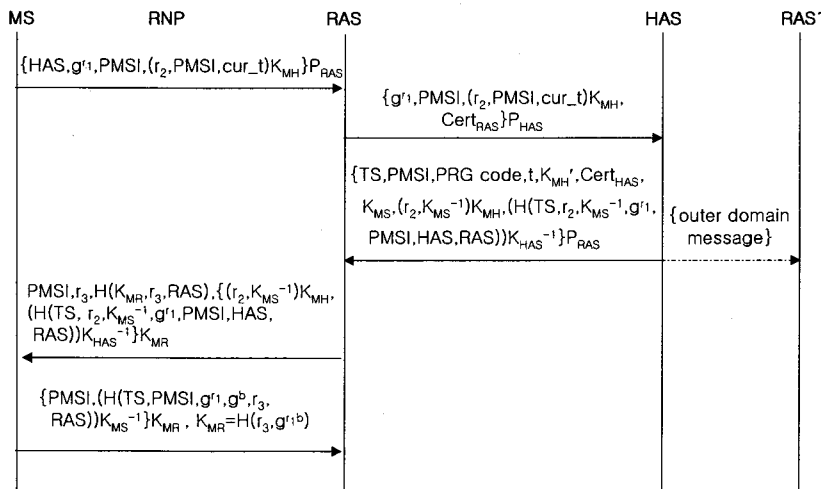 MS RNP RAS HAS RAS'
{HAS,g^r₁,PMSI,(r₂,PMSI,cur_t)K_MH}P_RAS
{g^r₁,PMSI,(r₂,PMSI,cur_t)K_MH,
Cert_RAS}P_HAS
{TS,PMSI,PRG code,t,K_MH',Cert_HAS,
K_MS,(r₂,K_MS⁻¹)K_MH,(H(TS,r₂,K_MS⁻¹,g^r₁,
PMSI,HAS,RAS))K_HAS⁻¹}P_RAS
{outer domain
message}
PMSI,r₃,H(K_MR,r₃,RAS),{(r₂,K_MS⁻¹)K_MH,
(H(TS, r₂,K_MS⁻¹,g^r₁,PMSI,HAS,
RAS))K_HAS⁻¹}K_MR
{PMSI,(H(TS,PMSI,g^r₁,g^b,r₃,
RAS))K_MS⁻¹}K_MR , K_MR=H(r₃,g^r₁b)